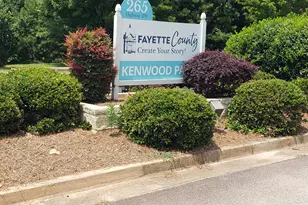 265
FAYETTE County
Create Your Story!
KENWOOD PA